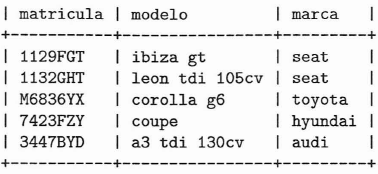 | matricula | modelo | marca |
+-----------+----------------+---------+
| 1129FGT | ibiza gt | seat |
| 1132GHT | leon tdi 105cv | seat |
| M6836YX | corolla g6 | toyota |
| 7423FZY | coupe | hyundai |
| 3447BYD | a3 tdi 130cv | audi |
+-----------+----------------+---------+